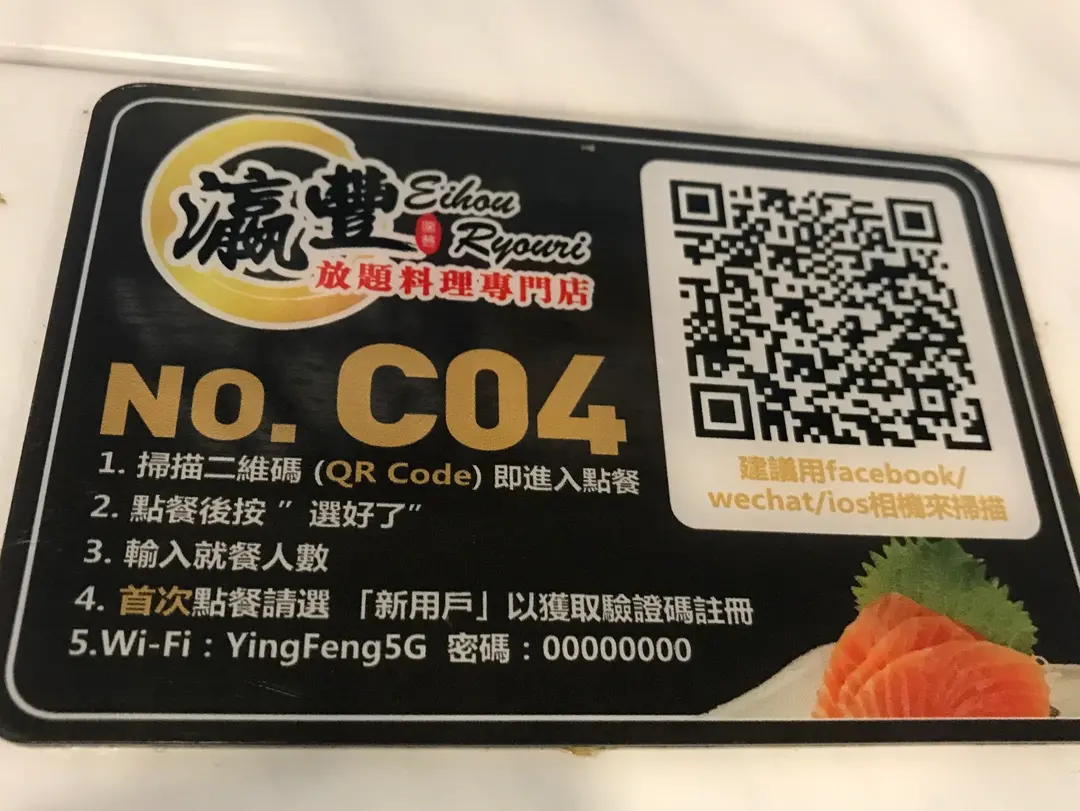 瀛豐
Eihou
Ryouri
放題料理專門店
NO. C04
1. 掃描二維碼 (QR Code) 即進入點餐
2. 點餐後按 ” 選好了”
3. 輸入就餐人數
4. 首次點餐請選 「新用戶」以獲取驗證碼註冊
5.Wi-Fi : YingFeng5G 密碼 : 00000000
建議用facebook/
wechat/ios相機來掃描